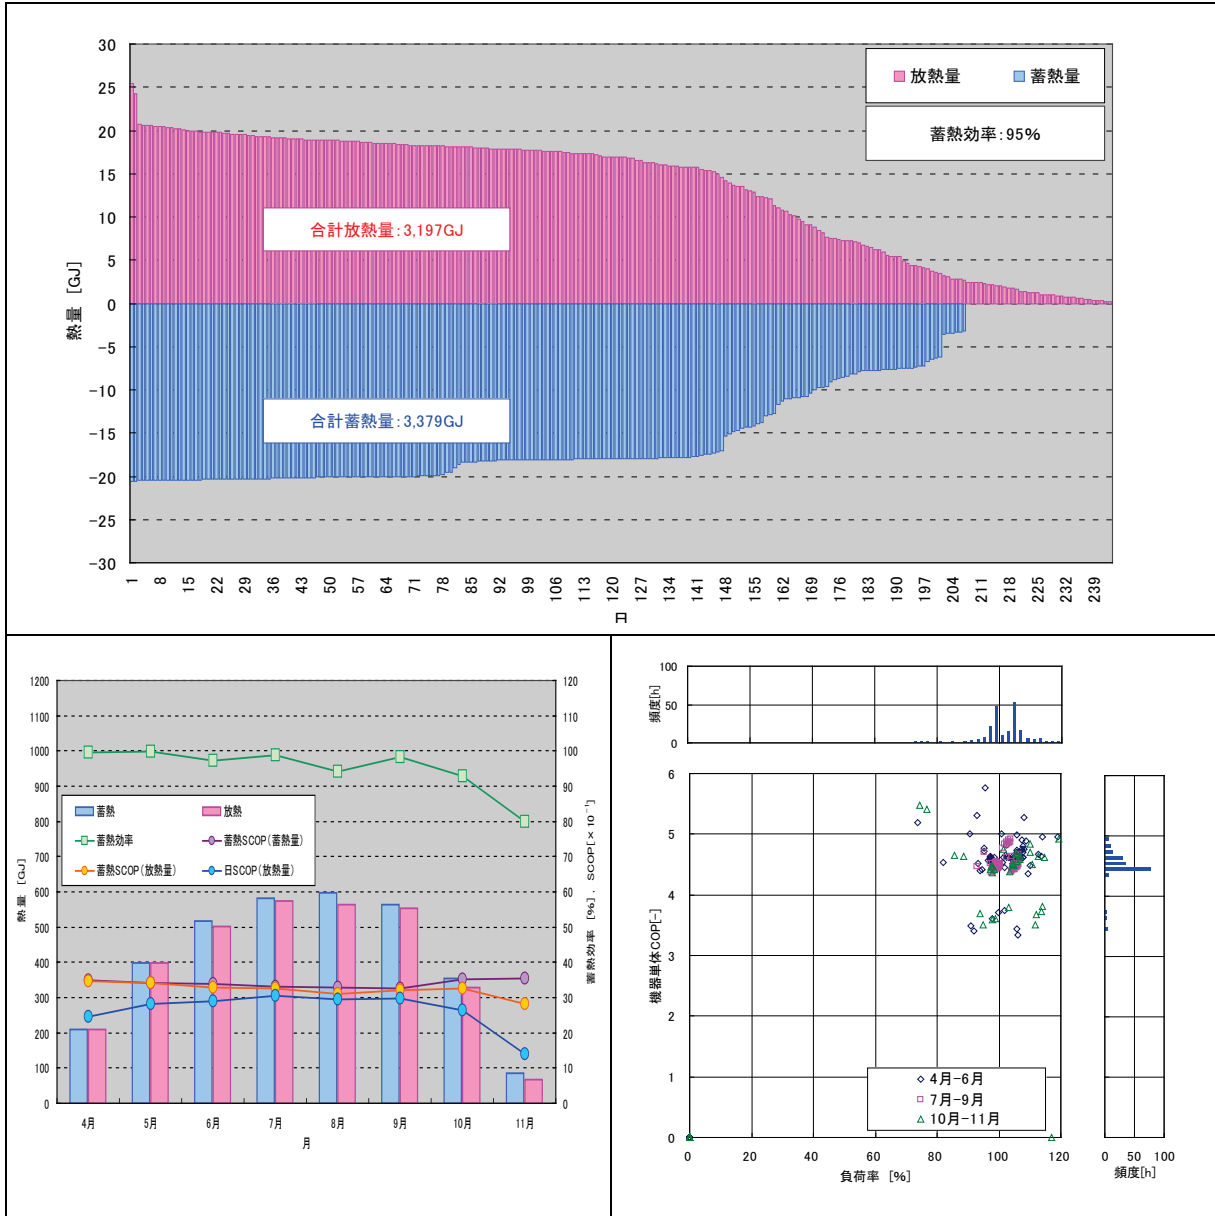 30
25
20
15
10
5
0
-5
-10
-15
-20
-25
-30
熱量 [GJ]
放熱量 蓄熱量
蓄熱効率:95%
合計放熱量:3,197GJ
合計蓄熱量:3,379GJ
1 8 15 22 29 36 43 50 57 64 71 78 85 92 99 106 113 120 127 134 141 148 155 162 169 176 183 190 197 204 211 218 225 232 239
日
1200
1100
1000
900
800
700
600
500
400
300
200
100
0
熱量 [GJ]
蓄熱 放熱
蓄熱効率 蓄熱SCOP(蓄熱量)
蓄熱SCOP(放熱量) 日SCOP(放熱量)
120
110
100
90
80
70
60
50
40
30
20
10
0
蓄熱効率 [%]、SCOP[×10⁻¹]
4月 5月 6月 7月 8月 9月 10月 11月
月
100
50
0
頻度[h]
6
5
4
3
2
1
0
機器単体COP[-]
4月-6月
7月-9月
10月-11月
0 20 40 60 80 100 120
負荷率 [%]
0 50 100
頻度[h]